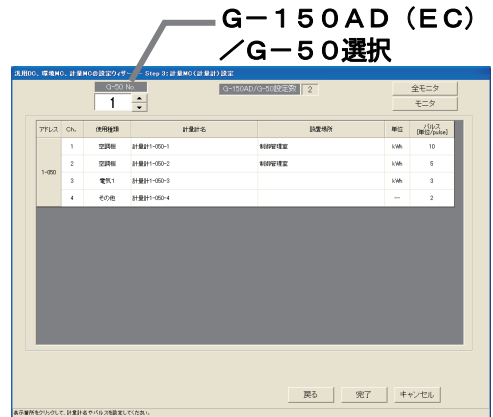 G-150AD(EC)
/G-50選択
汎用DO、環境MC、計量MCの設定ウィザード - Step 3: 計量MC(計量計)設定
G-50 No.
1
G-150AD/G-50設定数 2
全モニタ
モニタ
アドレス Ch. 使用種類 計量計名 設置場所 単位 パルス
[単位/pulse]
1 空調機 計量計1-050-1 制御管理室 kWh 10
2 空調機 計量計1-050-2 制御管理室 kWh 5
1-050
3 電気1 計量計1-050-3 kWh 3
4 その他 計量計1-050-4 --- 2
戻る 完了 キャンセル
表示箇所をクリックして、計量計名やパルス他設定してください。